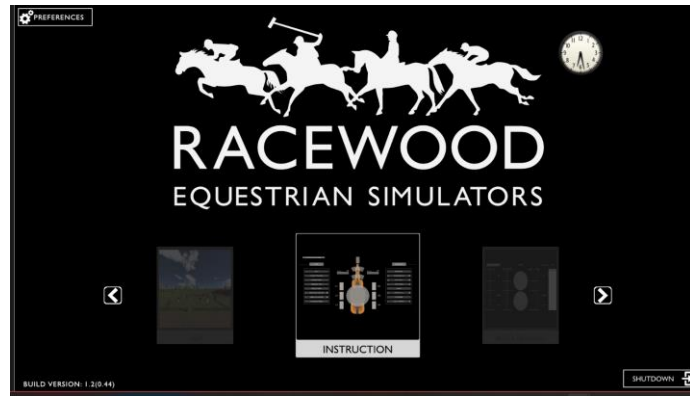 PREFERENCES
RACEWOOD
EQUESTRIAN SIMULATORS
INSTRUCTION
BUILD VERSION: 1.2(0.44)
SHUTDOWN